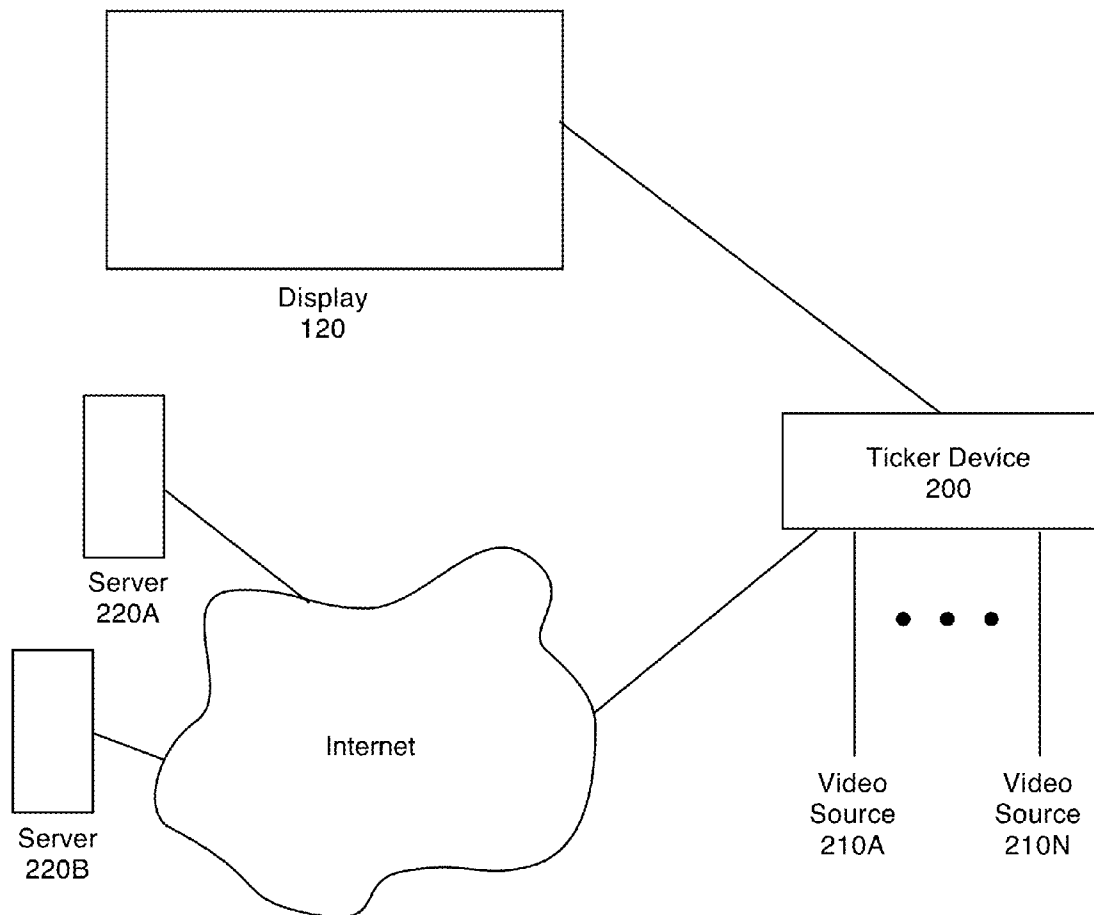 Display
120
Ticker Device
200
Server
220A
Internet
Server
220B
Video
Source
210A
Video
Source
210N